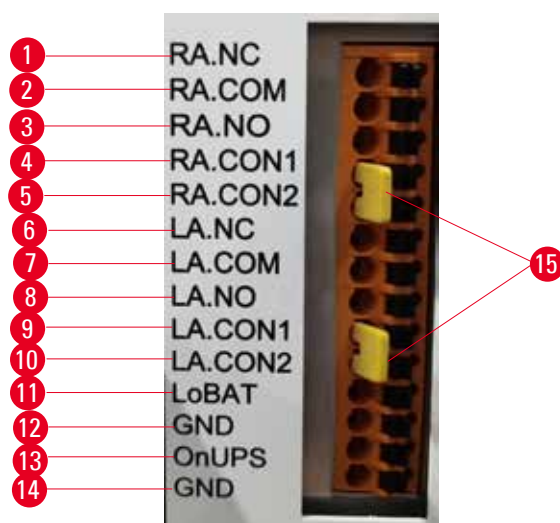 1 RA.NC
2 RA.COM
3 RA.NO
4 RA.CON1
5 RA.CON2
6 LA.NC
7 LA.COM
8 LA.NO
9 LA.CON1
10 LA.CON2
11 LoBAT
12 GND
13 OnUPS
14 GND
15